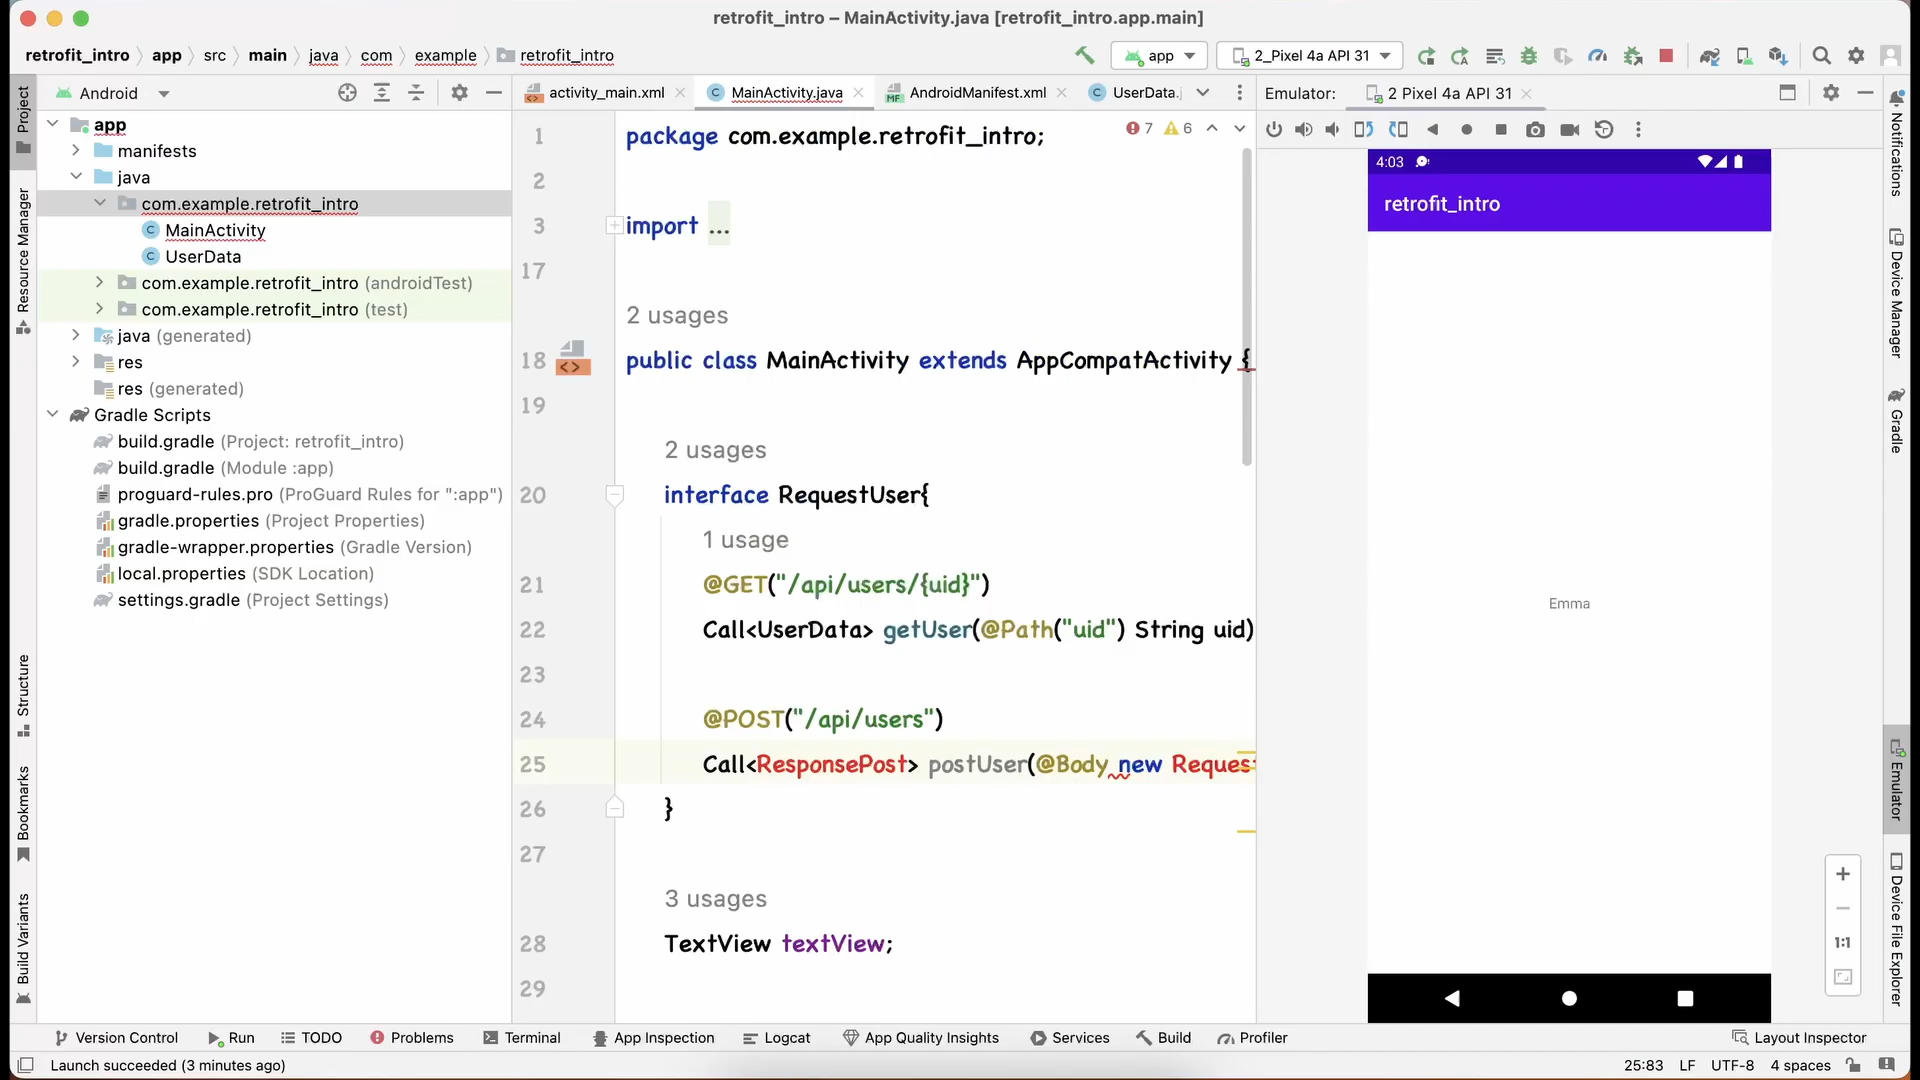 retrofit_intro – MainActivity.java [retrofit_intro.app.main]
retrofit_intro app src main java com example retrofit_intro
app
2_Pixel 4a API 31
Android
activity_main.xml
MainActivity.java
AndroidManifest.xml
UserData.j
Emulator:
2 Pixel 4a API 31
Project
Resource Manager
Structure
Bookmarks
Build Variants
app
manifests
java
com.example.retrofit_intro
MainActivity
UserData
com.example.retrofit_intro (androidTest)
com.example.retrofit_intro (test)
java (generated)
res
res (generated)
Gradle Scripts
build.gradle (Project: retrofit_intro)
build.gradle (Module :app)
proguard-rules.pro (ProGuard Rules for ":app")
gradle.properties (Project Properties)
gradle-wrapper.properties (Gradle Version)
local.properties (SDK Location)
settings.gradle (Project Settings)
7 6
1 package com.example.retrofit_intro;
2
3 import ...
17
2 usages
18 public class MainActivity extends AppCompatActivity {
19
2 usages
20 interface RequestUser{
1 usage
21 @GET("/api/users/{uid}")
22 Call<UserData> getUser(@Path("uid") String uid)
23
24 @POST("/api/users")
25 Call<ResponsePost> postUser(@Body new Reques
26 }
27
3 usages
28 TextView textView;
29
4:03
retrofit_intro
Emma
1:1
Notifications
Device Manager
Gradle
Emulator
Device File Explorer
Version Control Run TODO Problems Terminal App Inspection Logcat App Quality Insights Services Build Profiler Layout Inspector
Launch succeeded (3 minutes ago) 25:83 LF UTF-8 4 spaces